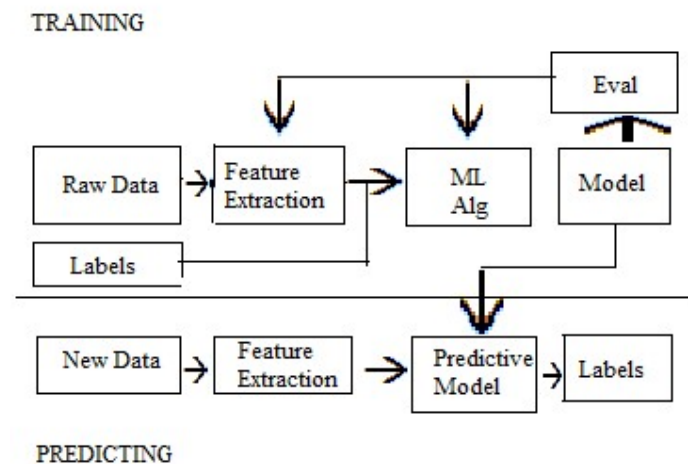 TRAINING
Eval
Raw Data
Feature
Extraction
ML
Alg
Model
Labels
New Data
Feature
Extraction
Predictive
Model
Labels
PREDICTING